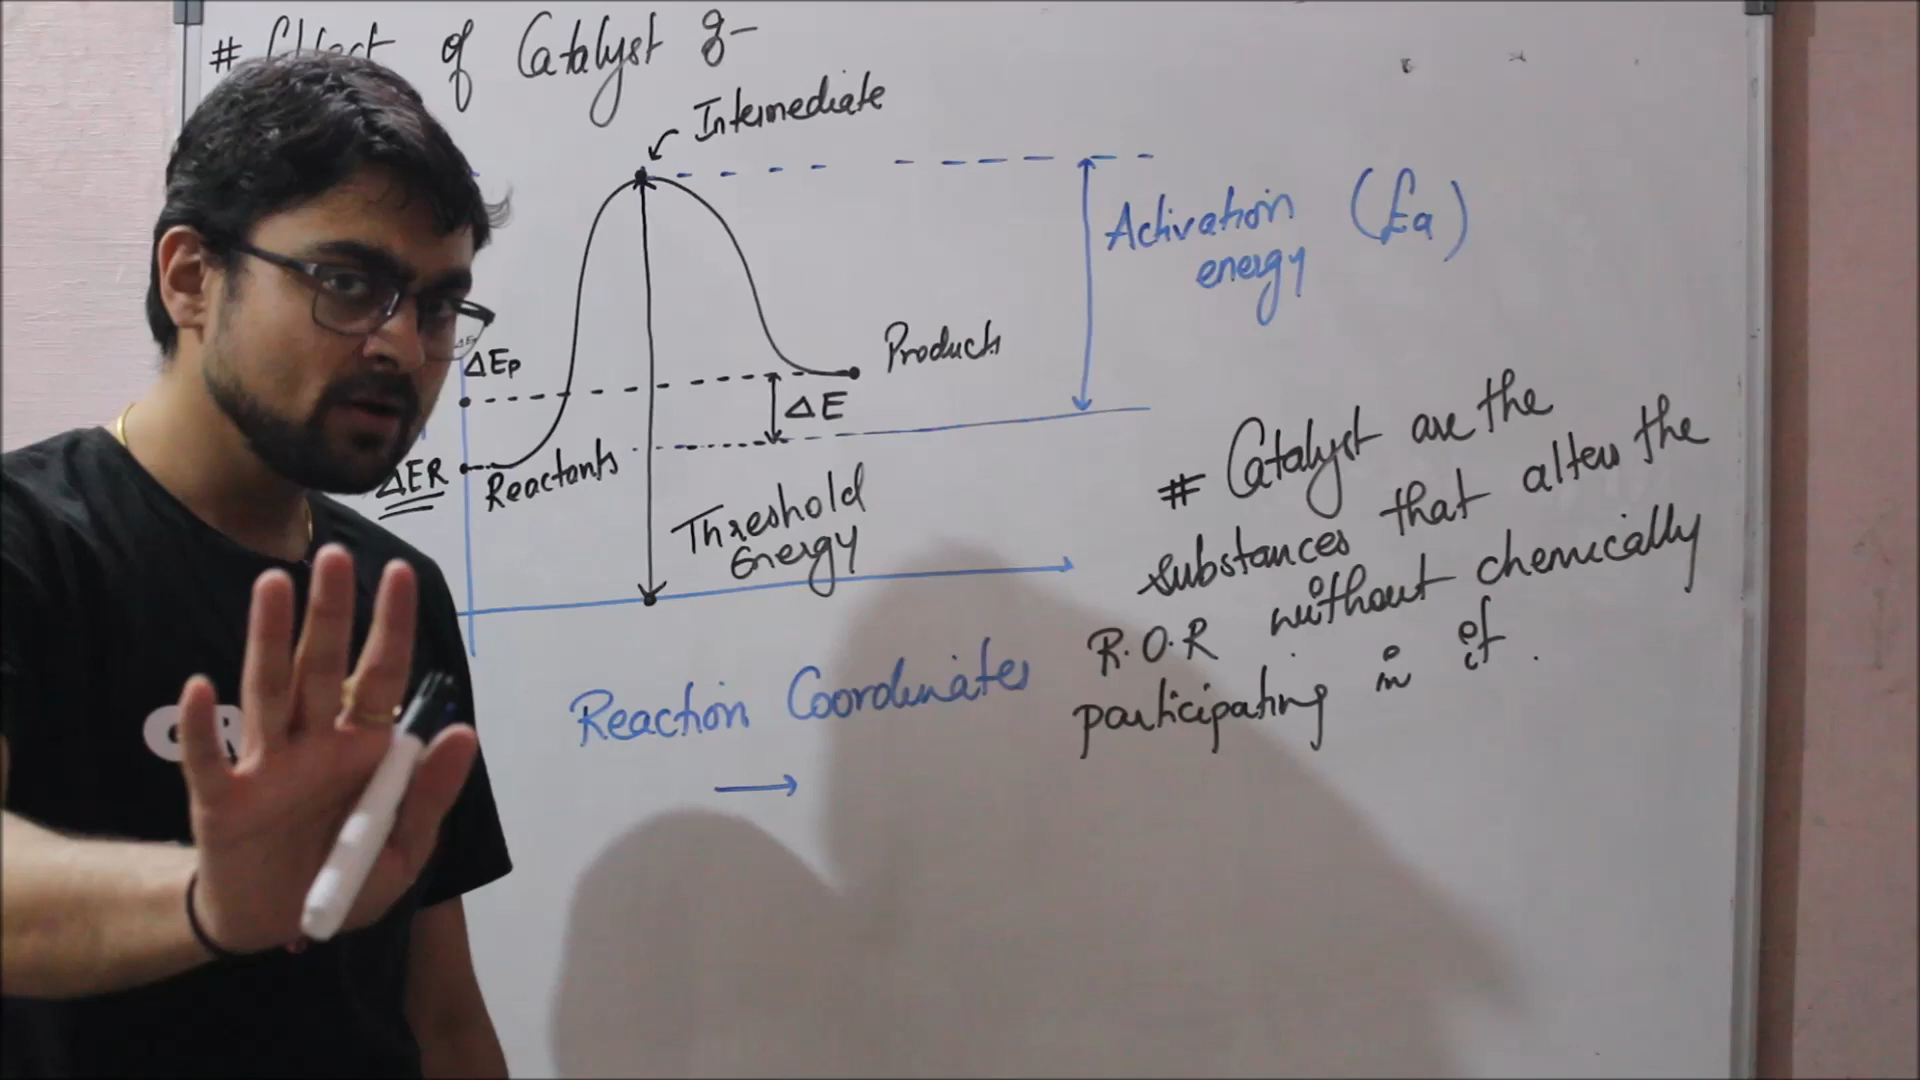 # Effect of Catalyst :-
Intermediate
Activation (Ea)
energy
ΔEp
Products
ΔE
ΔER
Reactants
Threshold
Energy
Reaction Coordinates
# Catalyst are the
substances that alters the
R.O.R without chemically
participating in it.